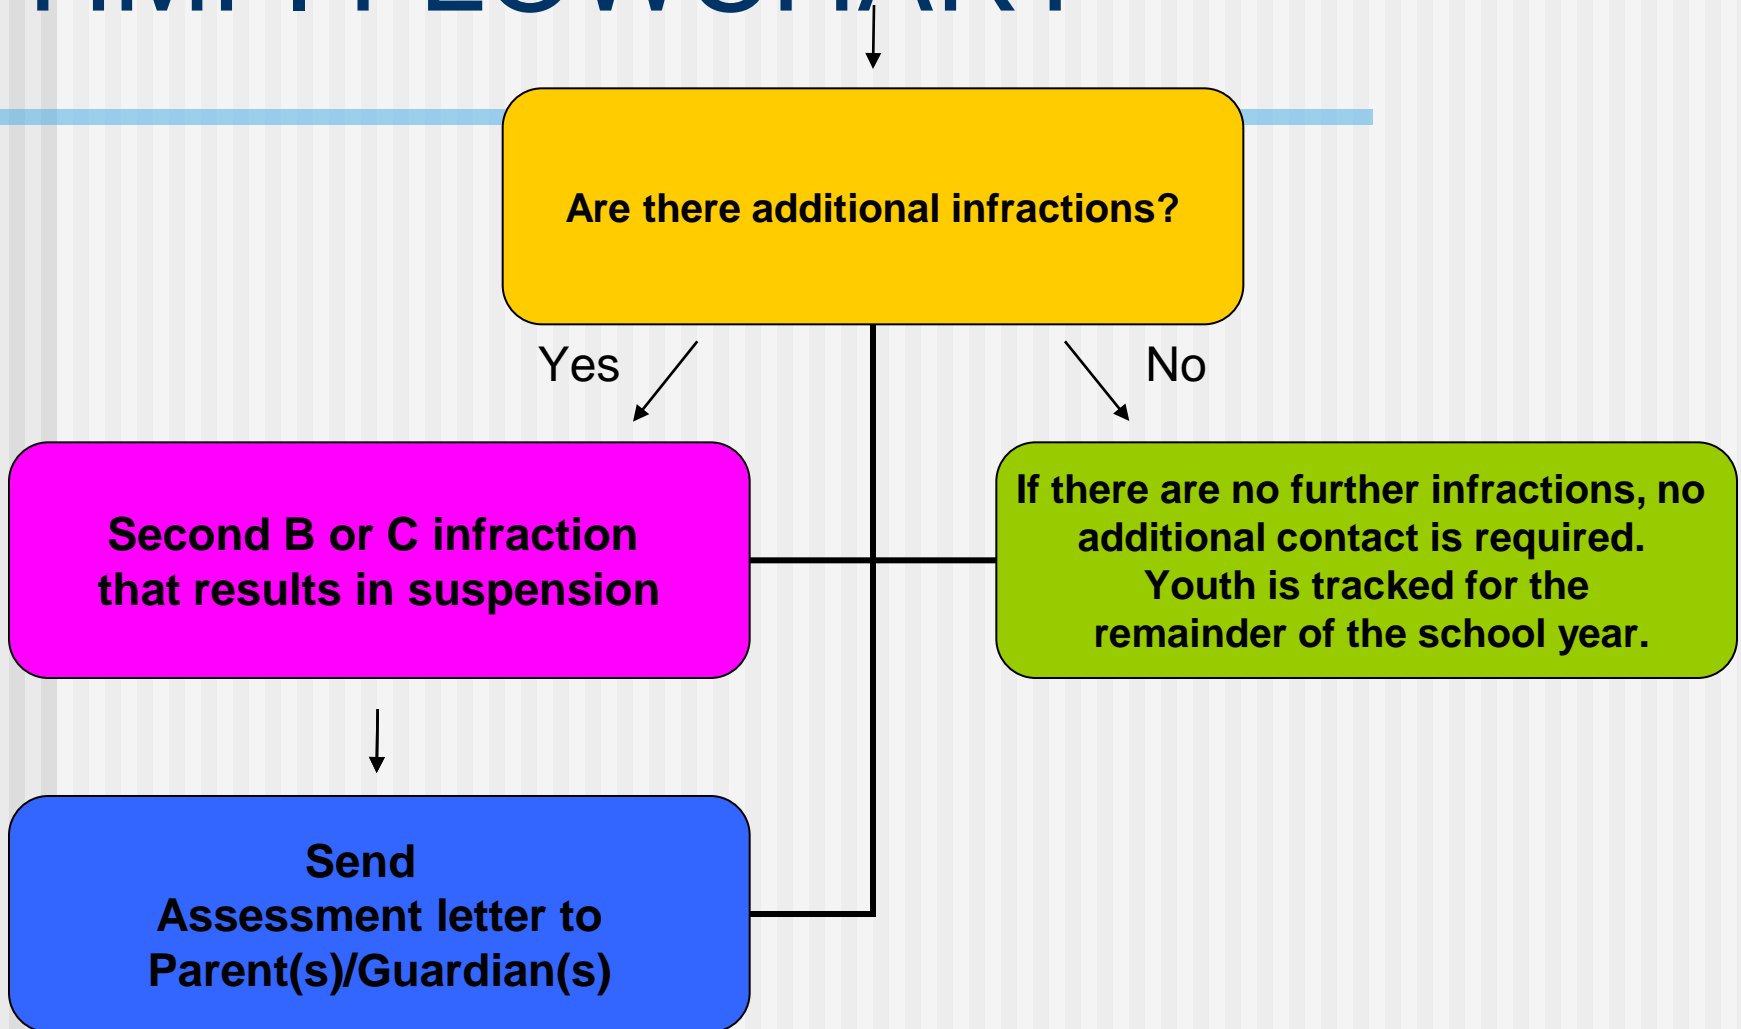 FLOWCHART
Are there additional infractions?
Yes
No
Second B or C infraction
that results in suspension
If there are no further infractions, no
additional contact is required.
Youth is tracked for the
remainder of the school year.
Send
Assessment letter to
Parent(s)/Guardian(s)